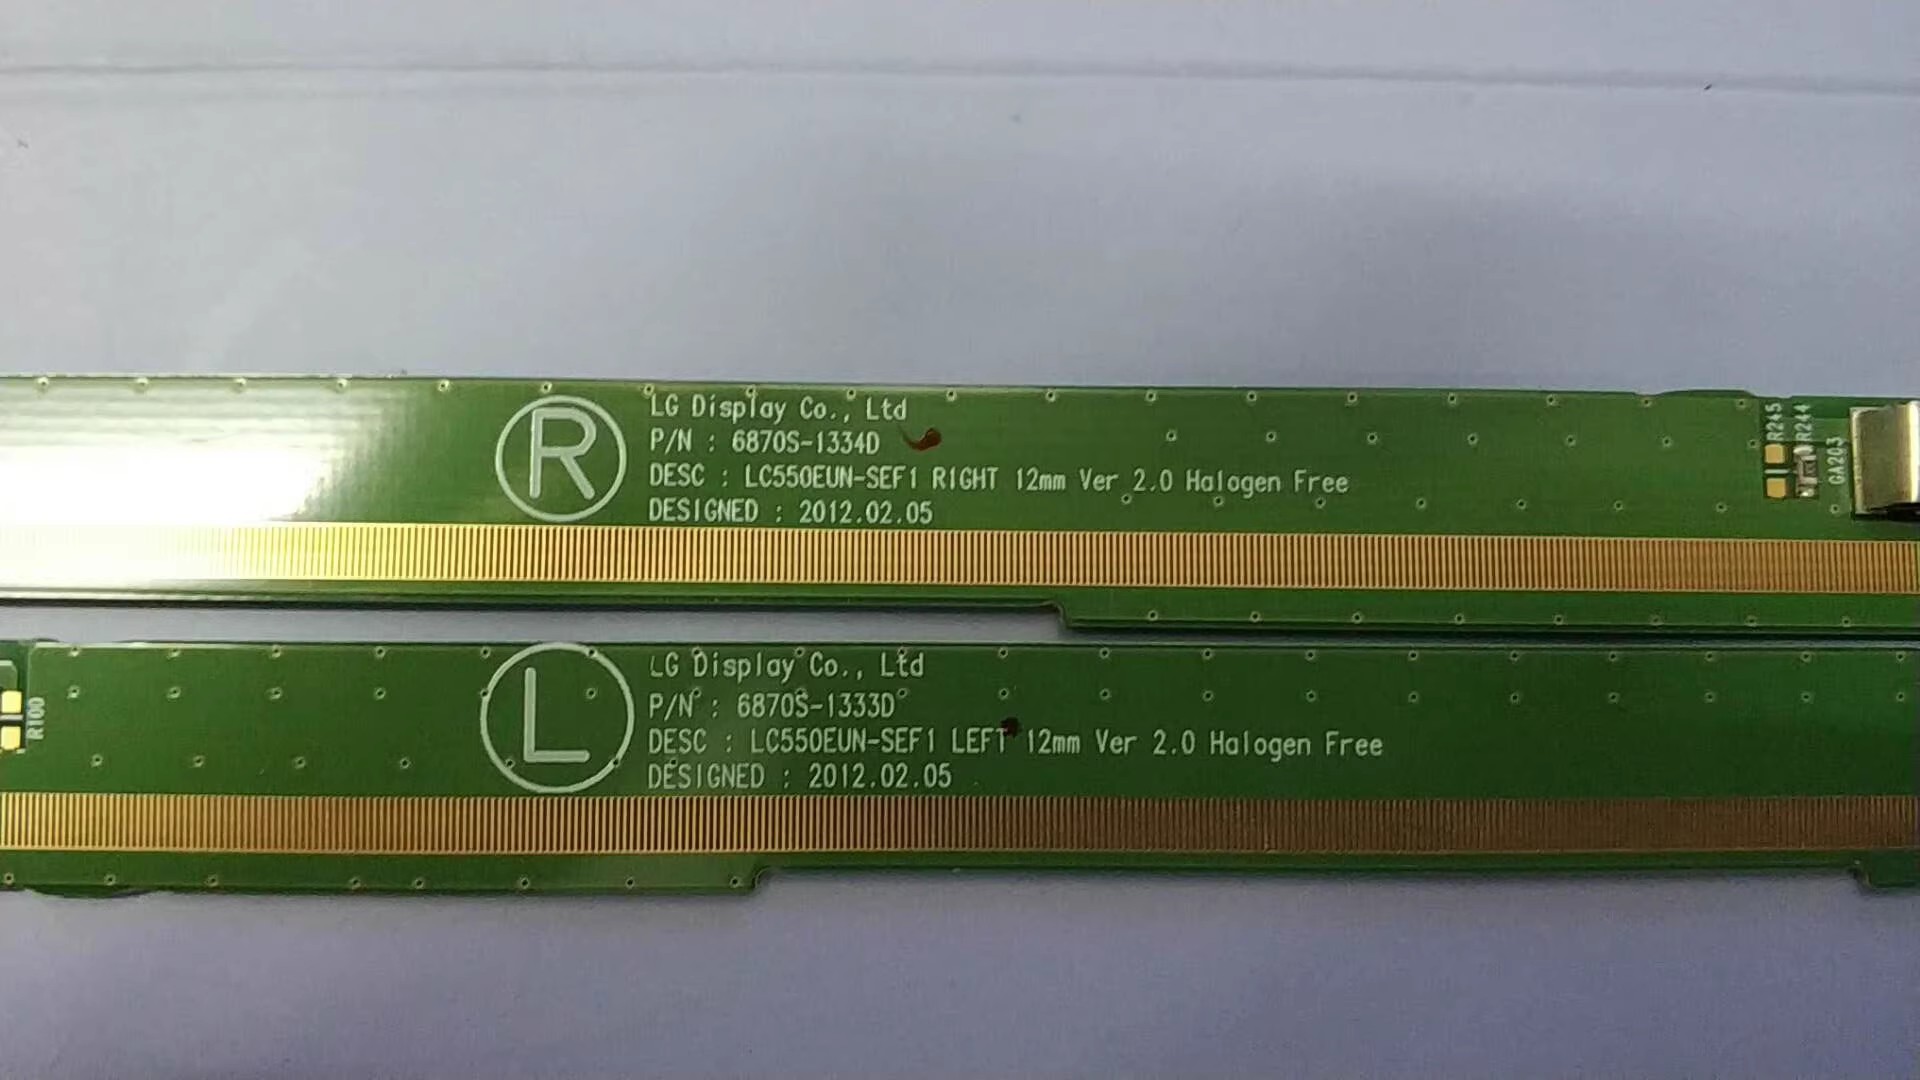 R
LG Display Co., Ltd
P/N : 6870S-1334D
DESC : LC550EUN-SEF1 RIGHT 12mm Ver 2.0 Halogen Free
DESIGNED : 2012.02.05
R245
R244
GA203
L
LG Display Co., Ltd
P/N : 6870S-1333D
DESC : LC550EUN-SEF1 LEFT 12mm Ver 2.0 Halogen Free
DESIGNED : 2012.02.05
R100